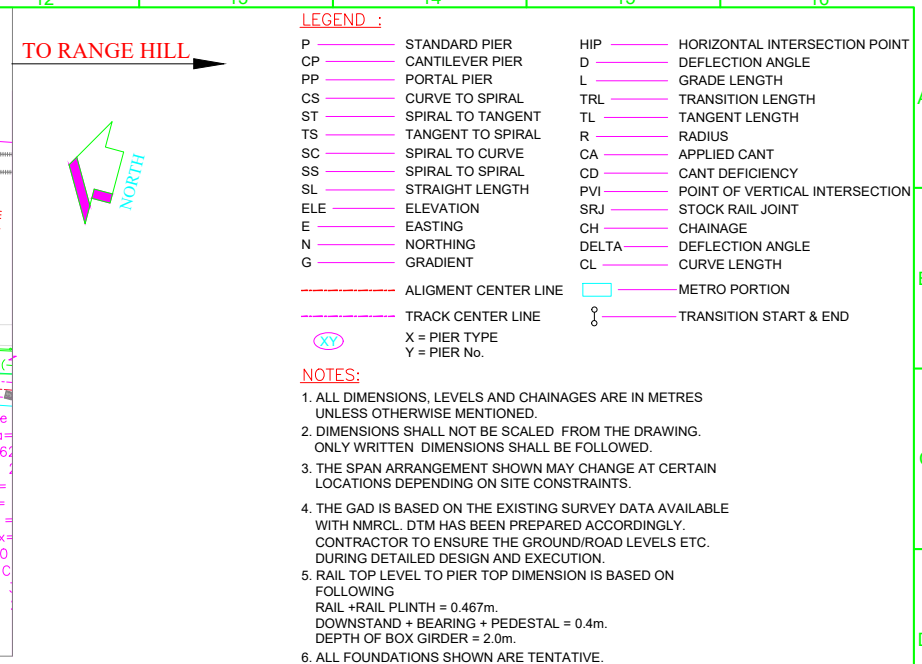 12 13 14 15 16
TO RANGE HILL
NORTH
LEGEND :
P STANDARD PIER
CP CANTILEVER PIER
PP PORTAL PIER
CS CURVE TO SPIRAL
ST SPIRAL TO TANGENT
TS TANGENT TO SPIRAL
SC SPIRAL TO CURVE
SS SPIRAL TO SPIRAL
SL STRAIGHT LENGTH
ELE ELEVATION
E EASTING
N NORTHING
G GRADIENT
ALIGMENT CENTER LINE
TRACK CENTER LINE
XY X = PIER TYPE
Y = PIER No.
HIP HORIZONTAL INTERSECTION POINT
D DEFLECTION ANGLE
L GRADE LENGTH
TRL TRANSITION LENGTH
TL TANGENT LENGTH
R RADIUS
CA APPLIED CANT
CD CANT DEFICIENCY
PVI POINT OF VERTICAL INTERSECTION
SRJ STOCK RAIL JOINT
CH CHAINAGE
DELTA DEFLECTION ANGLE
CL CURVE LENGTH
METRO PORTION
TRANSITION START & END
NOTES:
1. ALL DIMENSIONS, LEVELS AND CHAINAGES ARE IN METRES
UNLESS OTHERWISE MENTIONED.
2. DIMENSIONS SHALL NOT BE SCALED FROM THE DRAWING.
ONLY WRITTEN DIMENSIONS SHALL BE FOLLOWED.
3. THE SPAN ARRANGEMENT SHOWN MAY CHANGE AT CERTAIN
LOCATIONS DEPENDING ON SITE CONSTRAINTS.
4. THE GAD IS BASED ON THE EXISTING SURVEY DATA AVAILABLE
WITH NMRCL. DTM HAS BEEN PREPARED ACCORDINGLY.
CONTRACTOR TO ENSURE THE GROUND/ROAD LEVELS ETC.
DURING DETAILED DESIGN AND EXECUTION.
5. RAIL TOP LEVEL TO PIER TOP DIMENSION IS BASED ON
FOLLOWING
RAIL +RAIL PLINTH = 0.467m.
DOWNSTAND + BEARING + PEDESTAL = 0.4m.
DEPTH OF BOX GIRDER = 2.0m.
6. ALL FOUNDATIONS SHOWN ARE TENTATIVE.